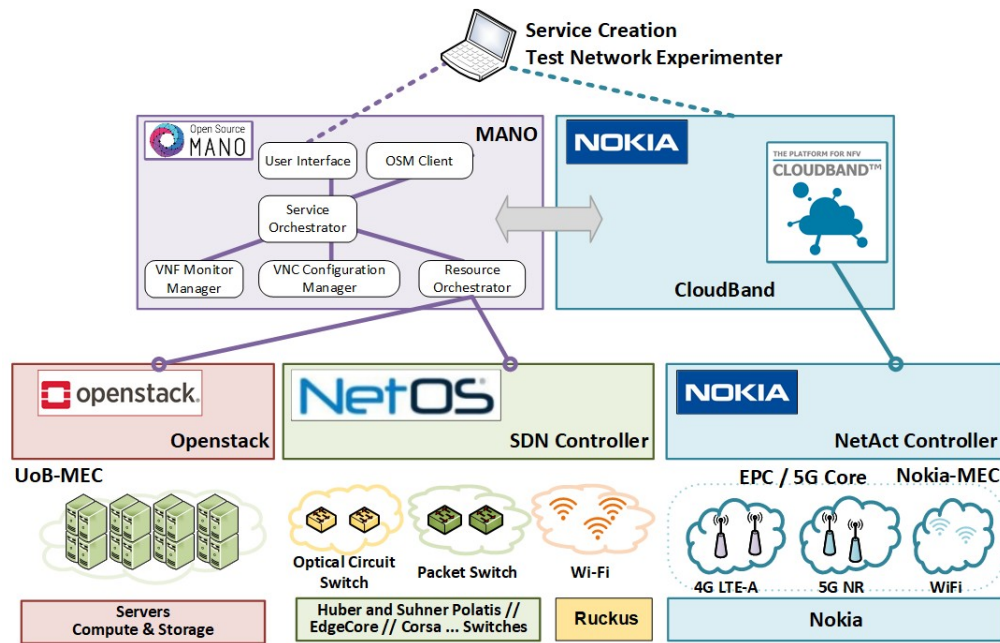 Service Creation
Test Network Experimenter
Open Source
MANO
MANO
User Interface
OSM Client
Service
Orchestrator
VNF Monitor
Manager
VNC Configuration
Manager
Resource
Orchestrator
NOKIA
THE PLATFORM FOR NFV
CLOUDBAND™
CloudBand
openstack.
Openstack
NetOS®
SDN Controller
NOKIA
NetAct Controller
UoB-MEC
EPC / 5G Core
Nokia-MEC
Optical Circuit
Switch
Packet Switch
Wi-Fi
4G LTE-A
5G NR
WiFi
Servers
Compute & Storage
Huber and Suhner Polatis //
EdgeCore // Corsa ... Switches
Ruckus
Nokia